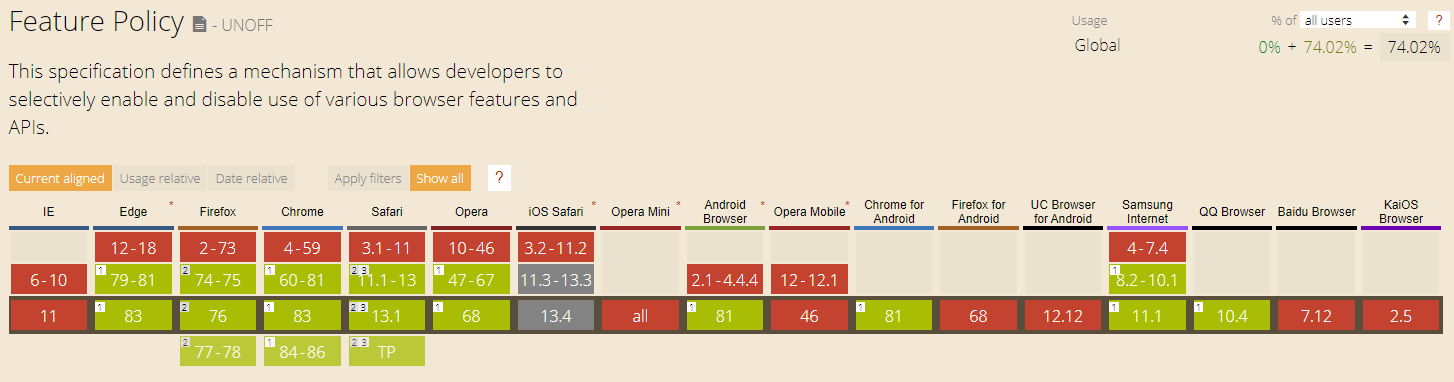 Feature Policy - UNOFF
Usage % of all users ?
Global 0% + 74.02% = 74.02%
This specification defines a mechanism that allows developers to
selectively enable and disable use of various browser features and
APIs.
Current aligned Usage relative Date relative Apply filters Show all ?
IE Edge * Firefox Chrome Safari Opera iOS Safari * Opera Mini * Android Browser * Opera Mobile * Chrome for Android Firefox for Android UC Browser for Android Samsung Internet QQ Browser Baidu Browser KaiOS Browser
12-18 2-73 4-59 3.1-11 10-46 3.2-11.2 4-7.4
6-10 1 79-81 2 74-75 1 60-81 2 3 11.1-13 1 47-67 11.3-13.3 2.1-4.4.4 12-12.1 1 8.2-10.1
11 1 83 2 76 1 83 2 3 13.1 1 68 13.4 all 1 81 46 1 81 68 12.12 1 11.1 1 10.4 7.12 2.5
2 77-78 1 84-86 2 3 TP